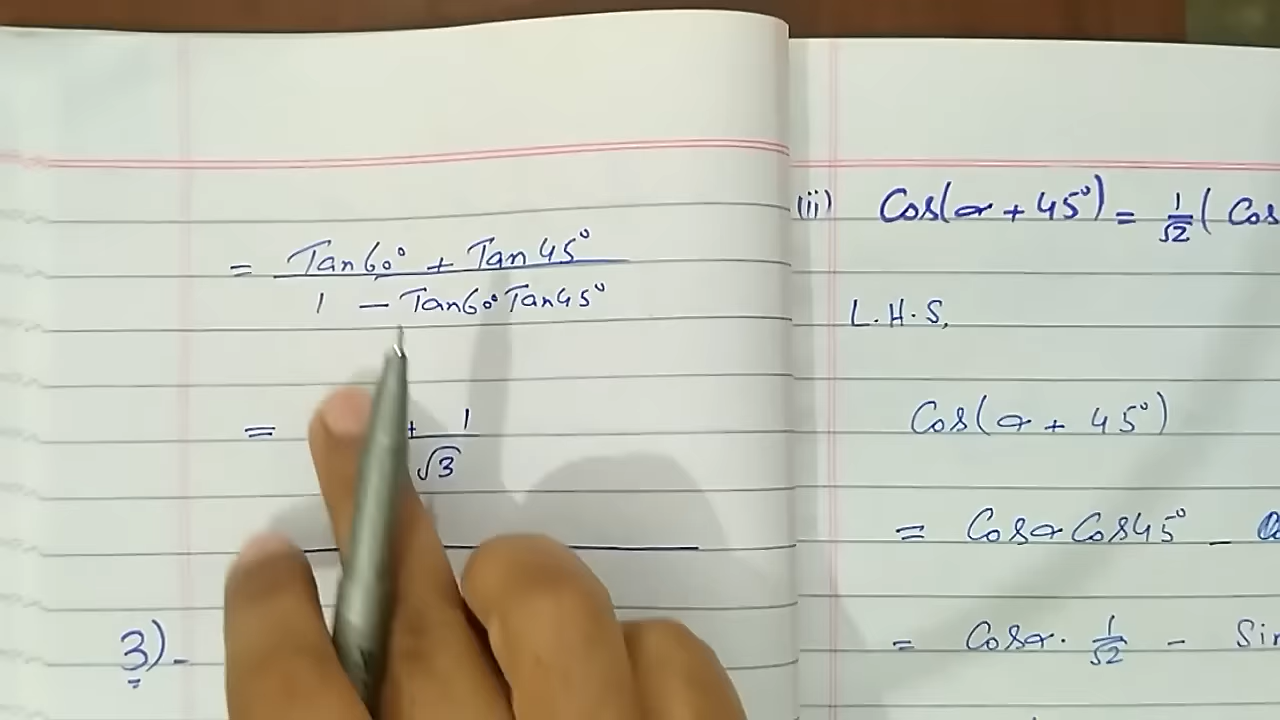 = Tan60° + Tan45°
1 - Tan60° Tan45°
= + 1
√3
3).
(ii) Cos(α + 45°) = 1/√2 ( Cos
L.H.S,
Cos(α + 45°)
= Cosα Cos45° -
= Cosα. 1/√2 - Sin